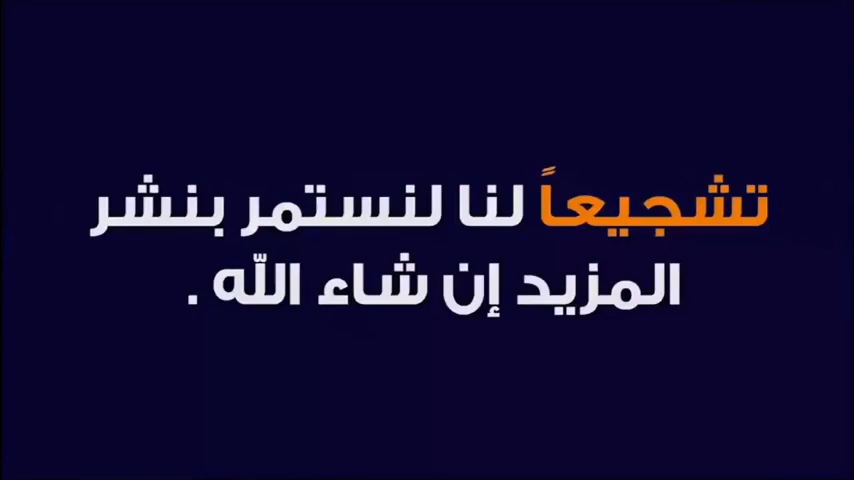 تشجيعاً لنا لنستمر بنشر
المزيد إن شاء الله .